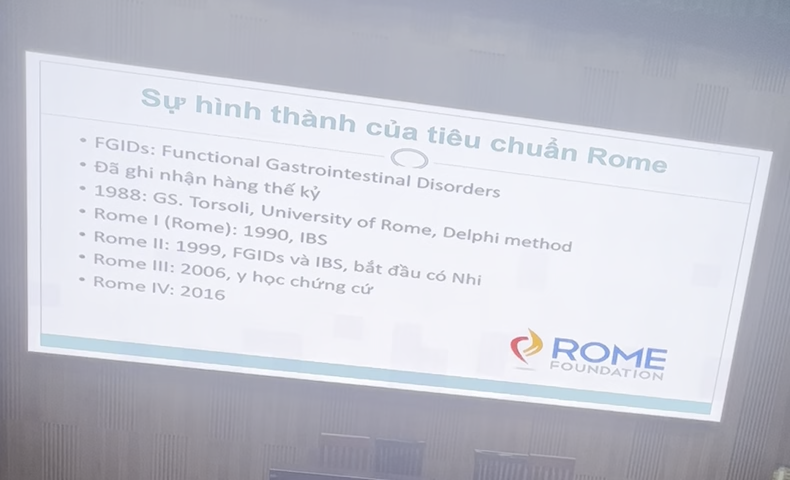 Sự hình thành của tiêu chuẩn Rome
• FGIDs: Functional Gastrointestinal Disorders
• Đã ghi nhận hàng thế kỷ
• 1988: GS. Torsoli, University of Rome, Delphi method
• Rome I (Rome): 1990, IBS
• Rome II: 1999, FGIDs và IBS, bắt đầu có Nhi
• Rome III: 2006, y học chứng cứ
• Rome IV: 2016
ROME
FOUNDATION